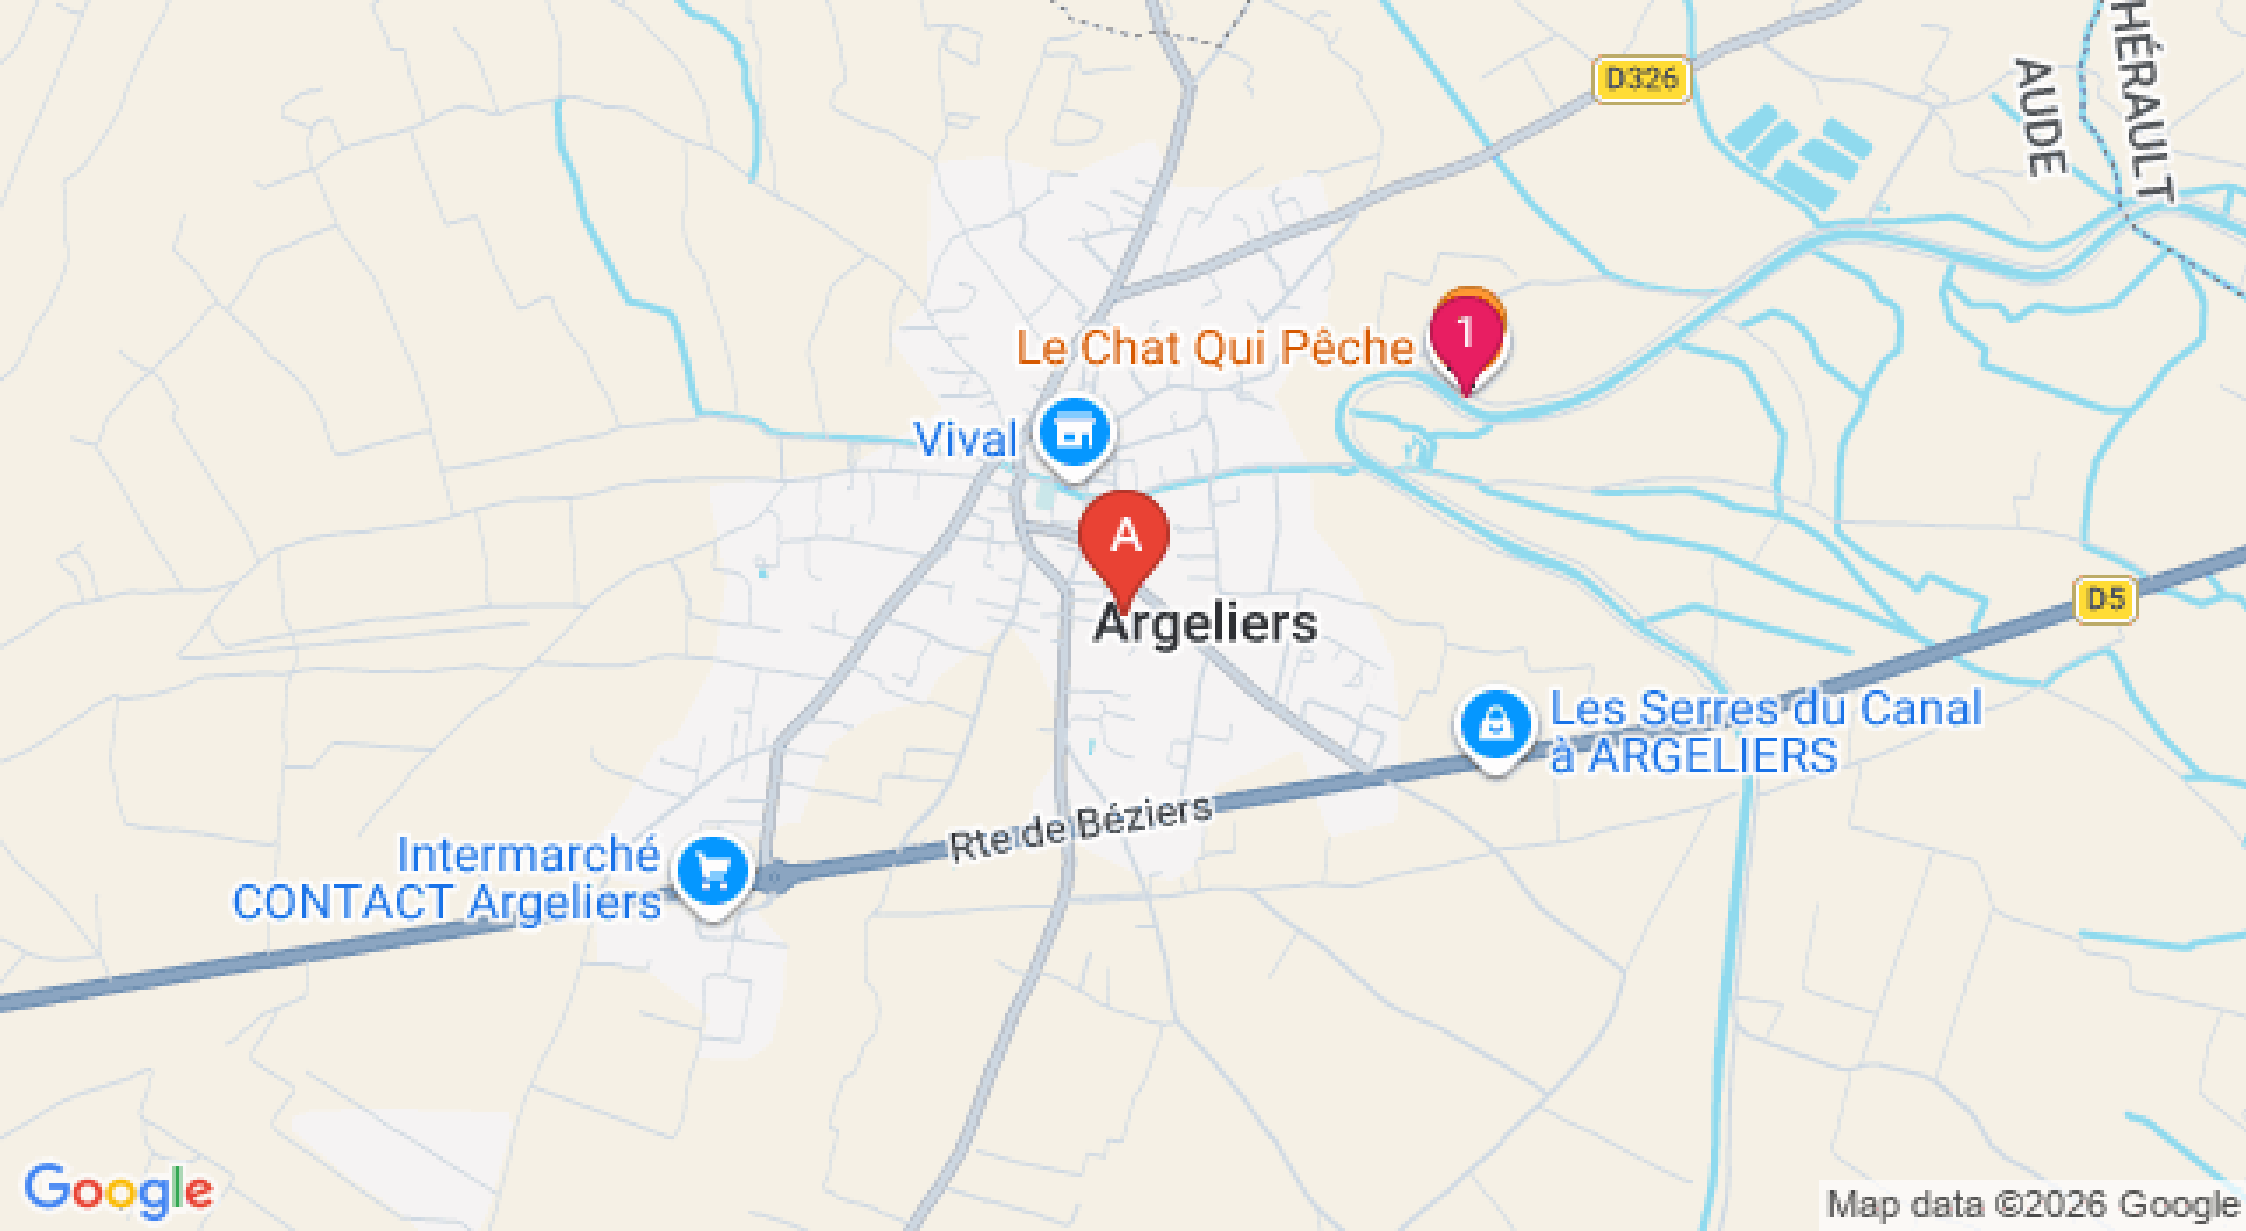 D326
HÉRAULT
AUDE
Le Chat Qui Pêche
1
Vival
A
Argeliers
D5
Les Serres du Canal
à ARGELIERS
Rte de Béziers
Intermarché
CONTACT Argeliers
Google
Map data ©2026 Google